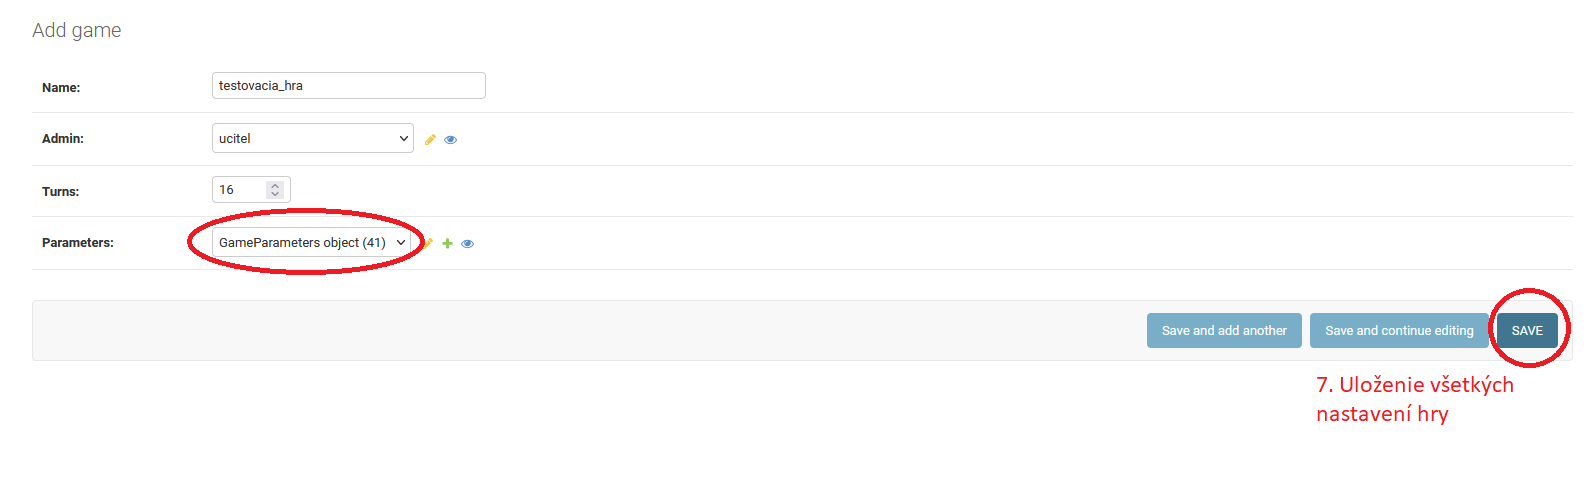 Add game
Name: testovacia_hra
Admin: ucitel
Turns: 16
Parameters: GameParameters object (41)
Save and add another Save and continue editing SAVE
7. Uloženie všetkých
nastavení hry